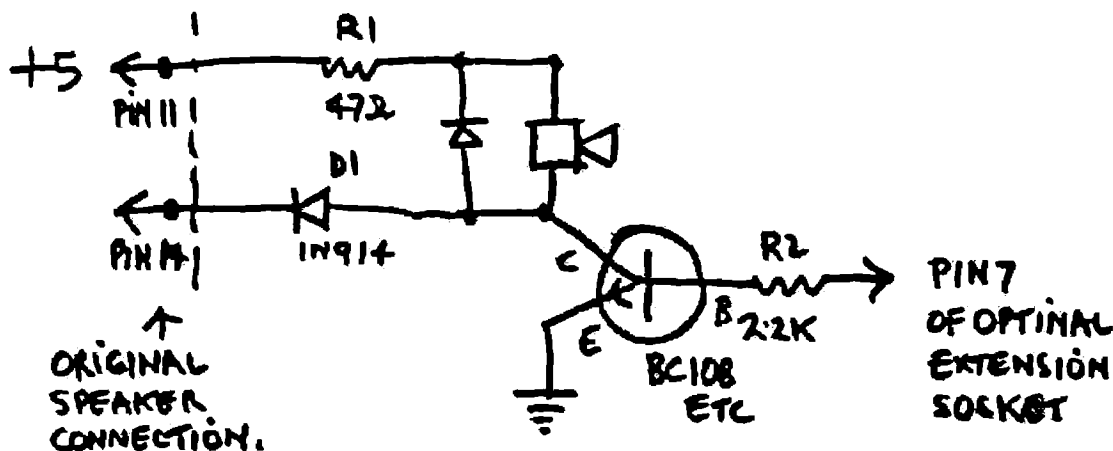 +5
PIN 11
R1
47Ω
PIN 14
D1
1N914
C
E
B
R2
2.2K
BC108
ETC
PIN 7
OF OPTINAL
EXTENSION
SOCKET
ORIGINAL
SPEAKER
CONNECTION.